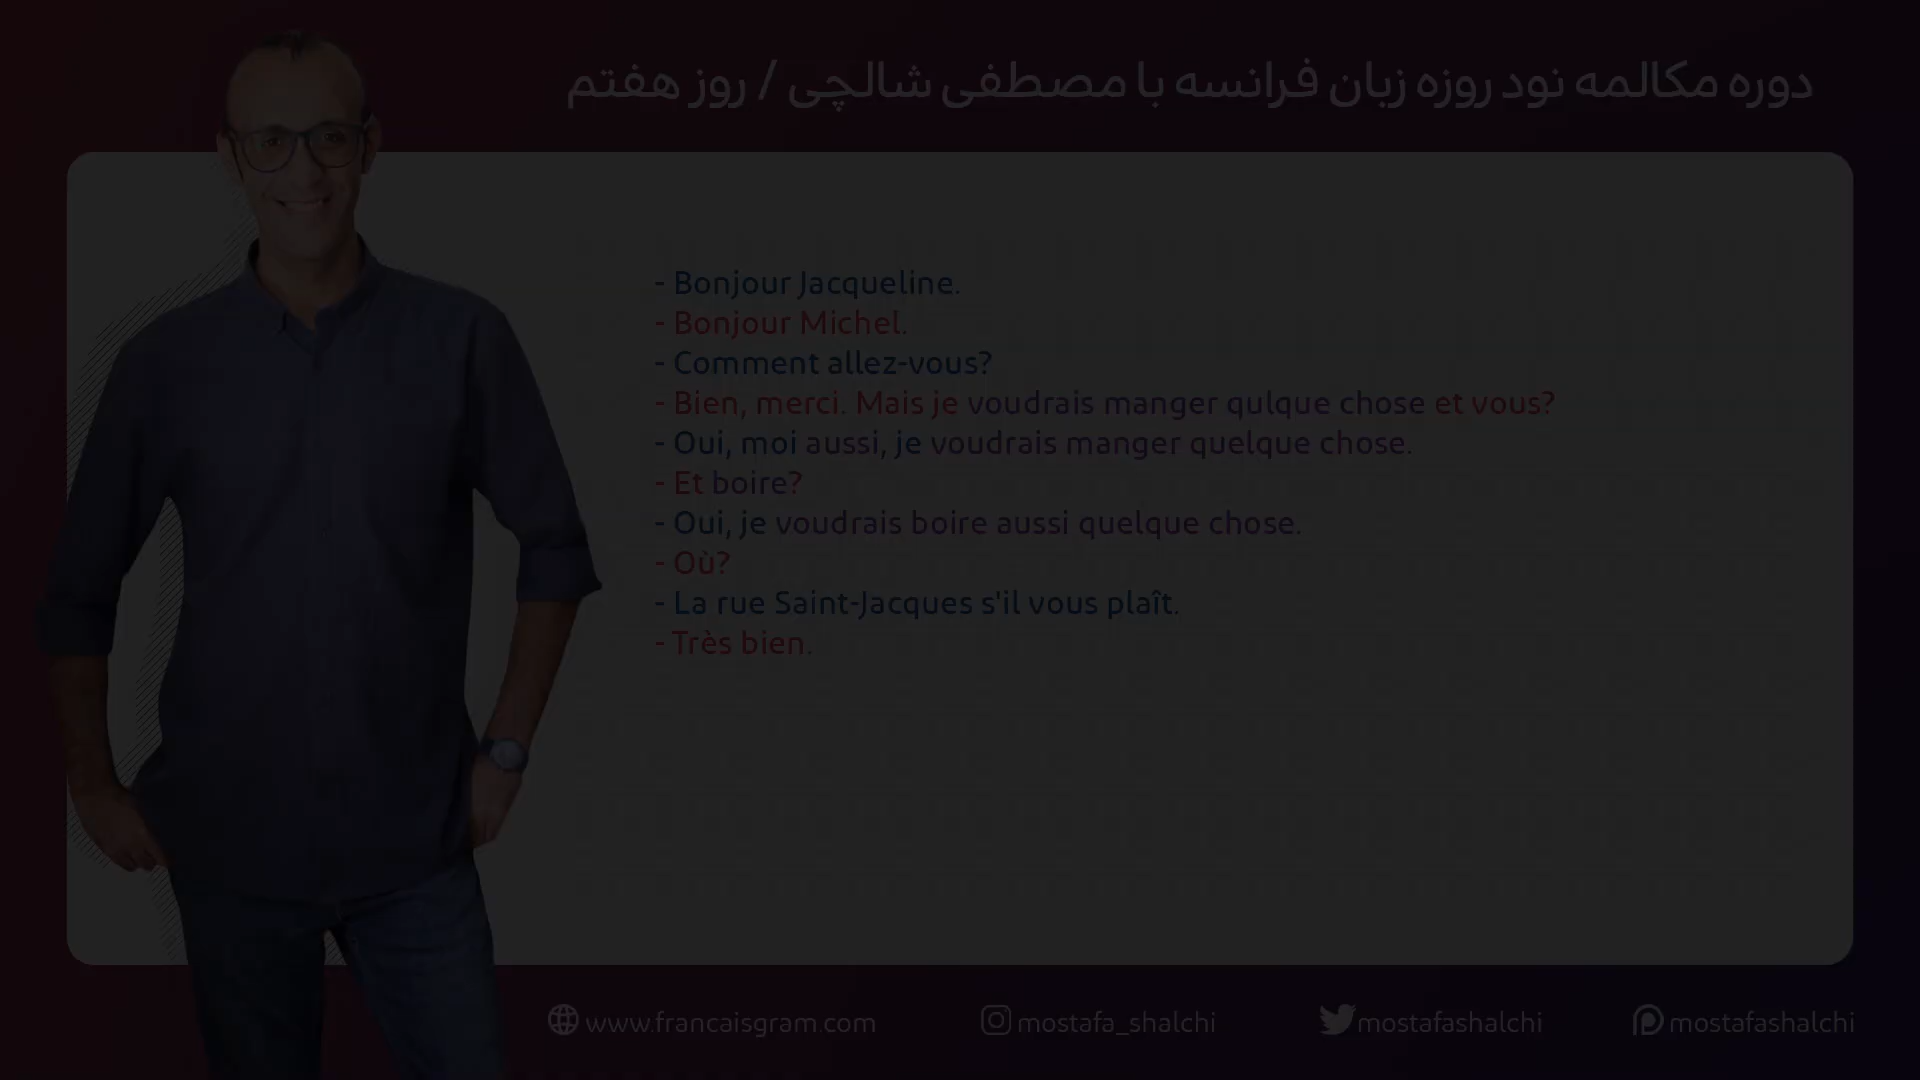 دوره مکالمه نود روزه زبان فرانسه با مصطفی شالچی / روز هفتم
- Bonjour Jacqueline.
- Bonjour Michel.
- Comment allez-vous?
- Bien, merci. Mais je voudrais manger qulque chose et vous?
- Oui, moi aussi, je voudrais manger quelque chose.
- Et boire?
- Oui, je voudrais boire aussi quelque chose.
- Où?
- La rue Saint-Jacques s'il vous plaît.
- Très bien.
www.francaisgram.com
mostafa_shalchi
mostafashalchi
mostafashalchi